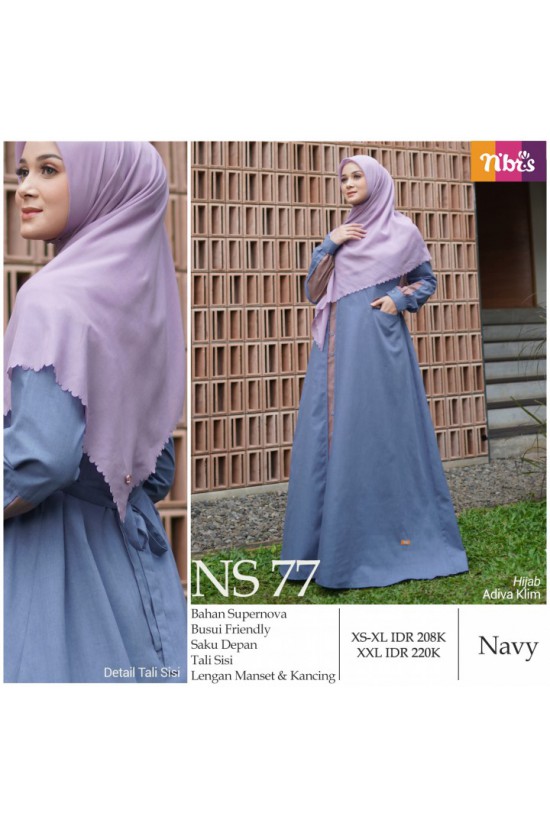 Nibr's
NS 77
Hijab
Adiva Klim
Bahan Supernova
Busui Friendly
Saku Depan
Tali Sisi
Lengan Manset & Kancing
XS-XL IDR 208K
XXL IDR 220K
Navy
Detail Tali Sisi